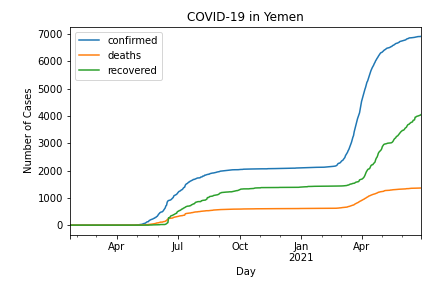 COVID-19 in Yemen
confirmed
deaths
recovered
Number of Cases
7000
6000
5000
4000
3000
2000
1000
0
Apr
Jul
Oct
Jan
2021
Apr
Day